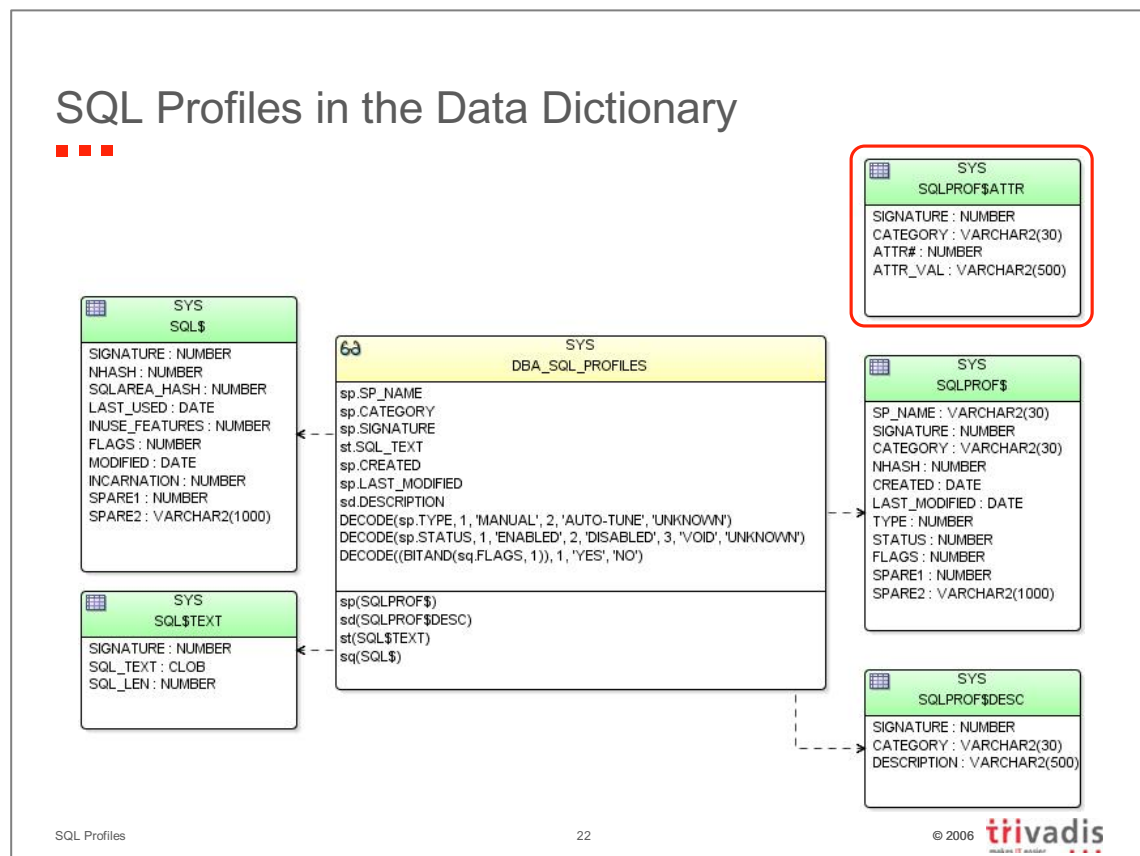 SQL Profiles in the Data Dictionary
SYS
SQLPROF$ATTR
SIGNATURE : NUMBER
CATEGORY : VARCHAR2(30)
ATTR# : NUMBER
ATTR_VAL : VARCHAR2(500)
SYS
SQL$
SIGNATURE : NUMBER
NHASH : NUMBER
SQLAREA_HASH : NUMBER
LAST_USED : DATE
INUSE_FEATURES : NUMBER
FLAGS : NUMBER
MODIFIED : DATE
INCARNATION : NUMBER
SPARE1 : NUMBER
SPARE2 : VARCHAR2(1000)
SYS
SQL$TEXT
SIGNATURE : NUMBER
SQL_TEXT : CLOB
SQL_LEN : NUMBER
SYS
DBA_SQL_PROFILES
sp.SP_NAME
sp.CATEGORY
sp.SIGNATURE
st.SQL_TEXT
sp.CREATED
sp.LAST_MODIFIED
sd.DESCRIPTION
DECODE(sp.TYPE, 1, 'MANUAL', 2, 'AUTO-TUNE', 'UNKNOWN')
DECODE(sp.STATUS, 1, 'ENABLED', 2, 'DISABLED', 3, 'VOID', 'UNKNOWN')
DECODE((BITAND(sq.FLAGS, 1)), 1, 'YES', 'NO')
sp(SQLPROF$)
sd(SQLPROF$DESC)
st(SQL$TEXT)
sq(SQL$)
SYS
SQLPROF$
SP_NAME : VARCHAR2(30)
SIGNATURE : NUMBER
CATEGORY : VARCHAR2(30)
NHASH : NUMBER
CREATED : DATE
LAST_MODIFIED : DATE
TYPE : NUMBER
STATUS : NUMBER
FLAGS : NUMBER
SPARE1 : NUMBER
SPARE2 : VARCHAR2(1000)
SYS
SQLPROF$DESC
SIGNATURE : NUMBER
CATEGORY : VARCHAR2(30)
DESCRIPTION : VARCHAR2(500)
SQL Profiles
22
© 2006
trivadis